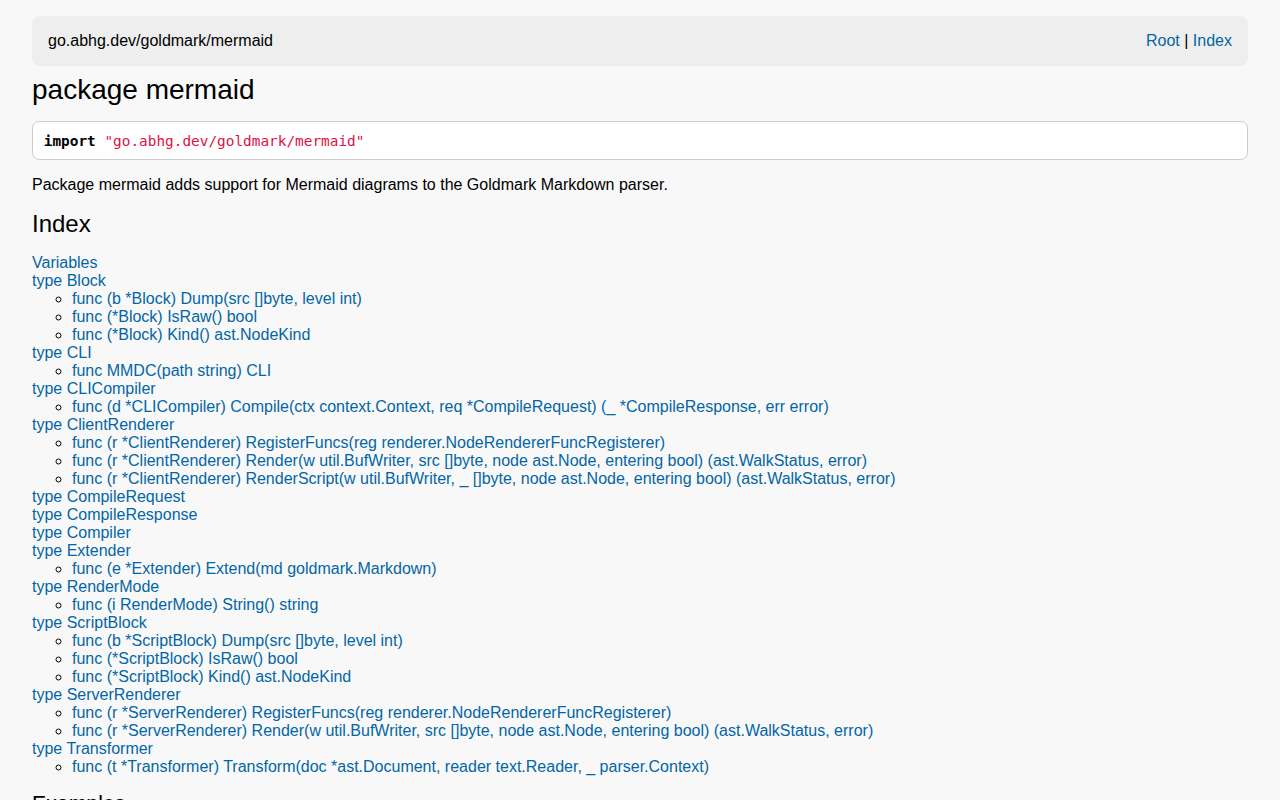 go.abhg.dev/goldmark/mermaid
Root | Index
package mermaid
import "go.abhg.dev/goldmark/mermaid"
Package mermaid adds support for Mermaid diagrams to the Goldmark Markdown parser.
Index
Variables
type Block
func (b *Block) Dump(src []byte, level int)
func (*Block) IsRaw() bool
func (*Block) Kind() ast.NodeKind
type CLI
func MMDC(path string) CLI
type CLICompiler
func (d *CLICompiler) Compile(ctx context.Context, req *CompileRequest) (_ *CompileResponse, err error)
type ClientRenderer
func (r *ClientRenderer) RegisterFuncs(reg renderer.NodeRendererFuncRegisterer)
func (r *ClientRenderer) Render(w util.BufWriter, src []byte, node ast.Node, entering bool) (ast.WalkStatus, error)
func (r *ClientRenderer) RenderScript(w util.BufWriter, _ []byte, node ast.Node, entering bool) (ast.WalkStatus, error)
type CompileRequest
type CompileResponse
type Compiler
type Extender
func (e *Extender) Extend(md goldmark.Markdown)
type RenderMode
func (i RenderMode) String() string
type ScriptBlock
func (b *ScriptBlock) Dump(src []byte, level int)
func (*ScriptBlock) IsRaw() bool
func (*ScriptBlock) Kind() ast.NodeKind
type ServerRenderer
func (r *ServerRenderer) RegisterFuncs(reg renderer.NodeRendererFuncRegisterer)
func (r *ServerRenderer) Render(w util.BufWriter, src []byte, node ast.Node, entering bool) (ast.WalkStatus, error)
type Transformer
func (t *Transformer) Transform(doc *ast.Document, reader text.Reader, _ parser.Context)
Examples